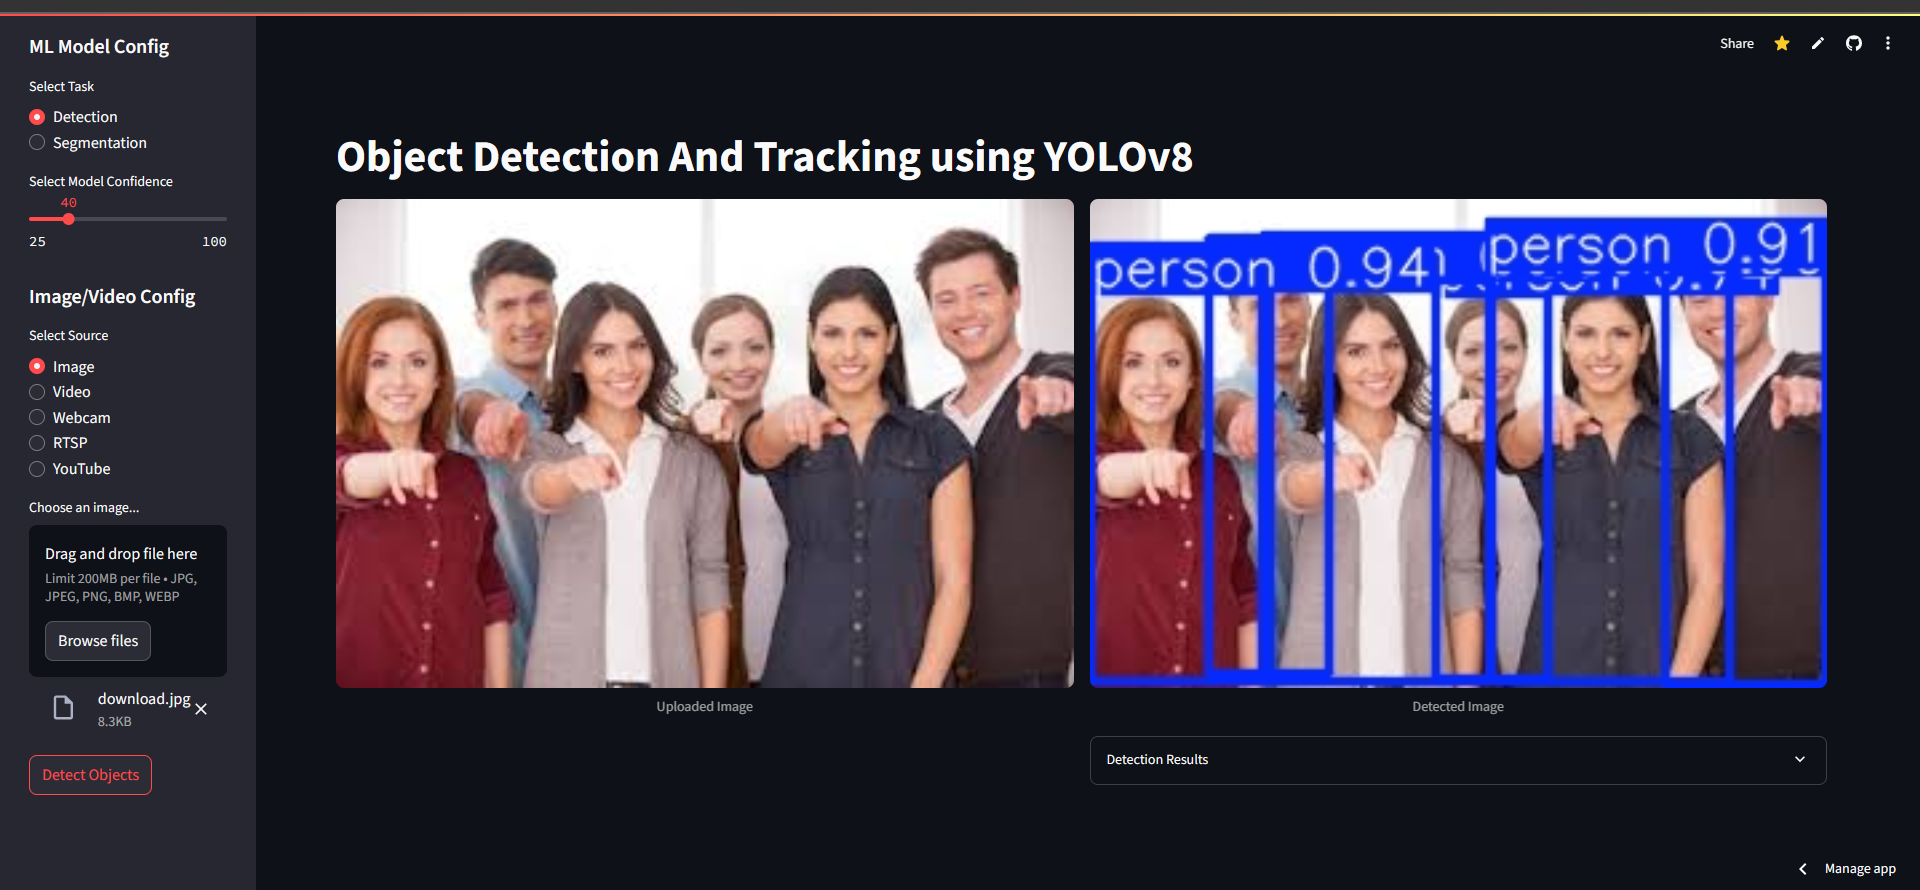 ML Model Config
Select Task
Detection
Segmentation
Select Model Confidence
40
25
100
Image/Video Config
Select Source
Image
Video
Webcam
RTSP
YouTube
Choose an image...
Drag and drop file here
Limit 200MB per file • JPG,
JPEG, PNG, BMP, WEBP
Browse files
download.jpg
8.3KB
Detect Objects
Share
Object Detection And Tracking using YOLOv8
person 0.94
person 0.91
Uploaded Image
Detected Image
Detection Results
Manage app